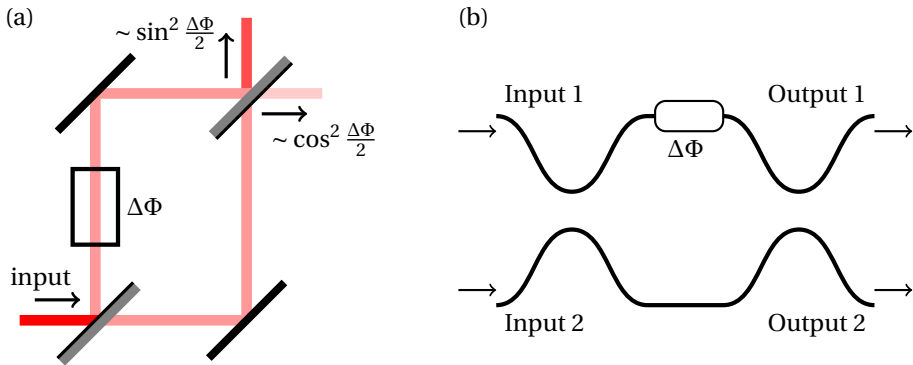 (a)
∼ sin² ΔΦ/2
∼ cos² ΔΦ/2
ΔΦ
input
(b)
Input 1
Output 1
ΔΦ
Input 2
Output 2